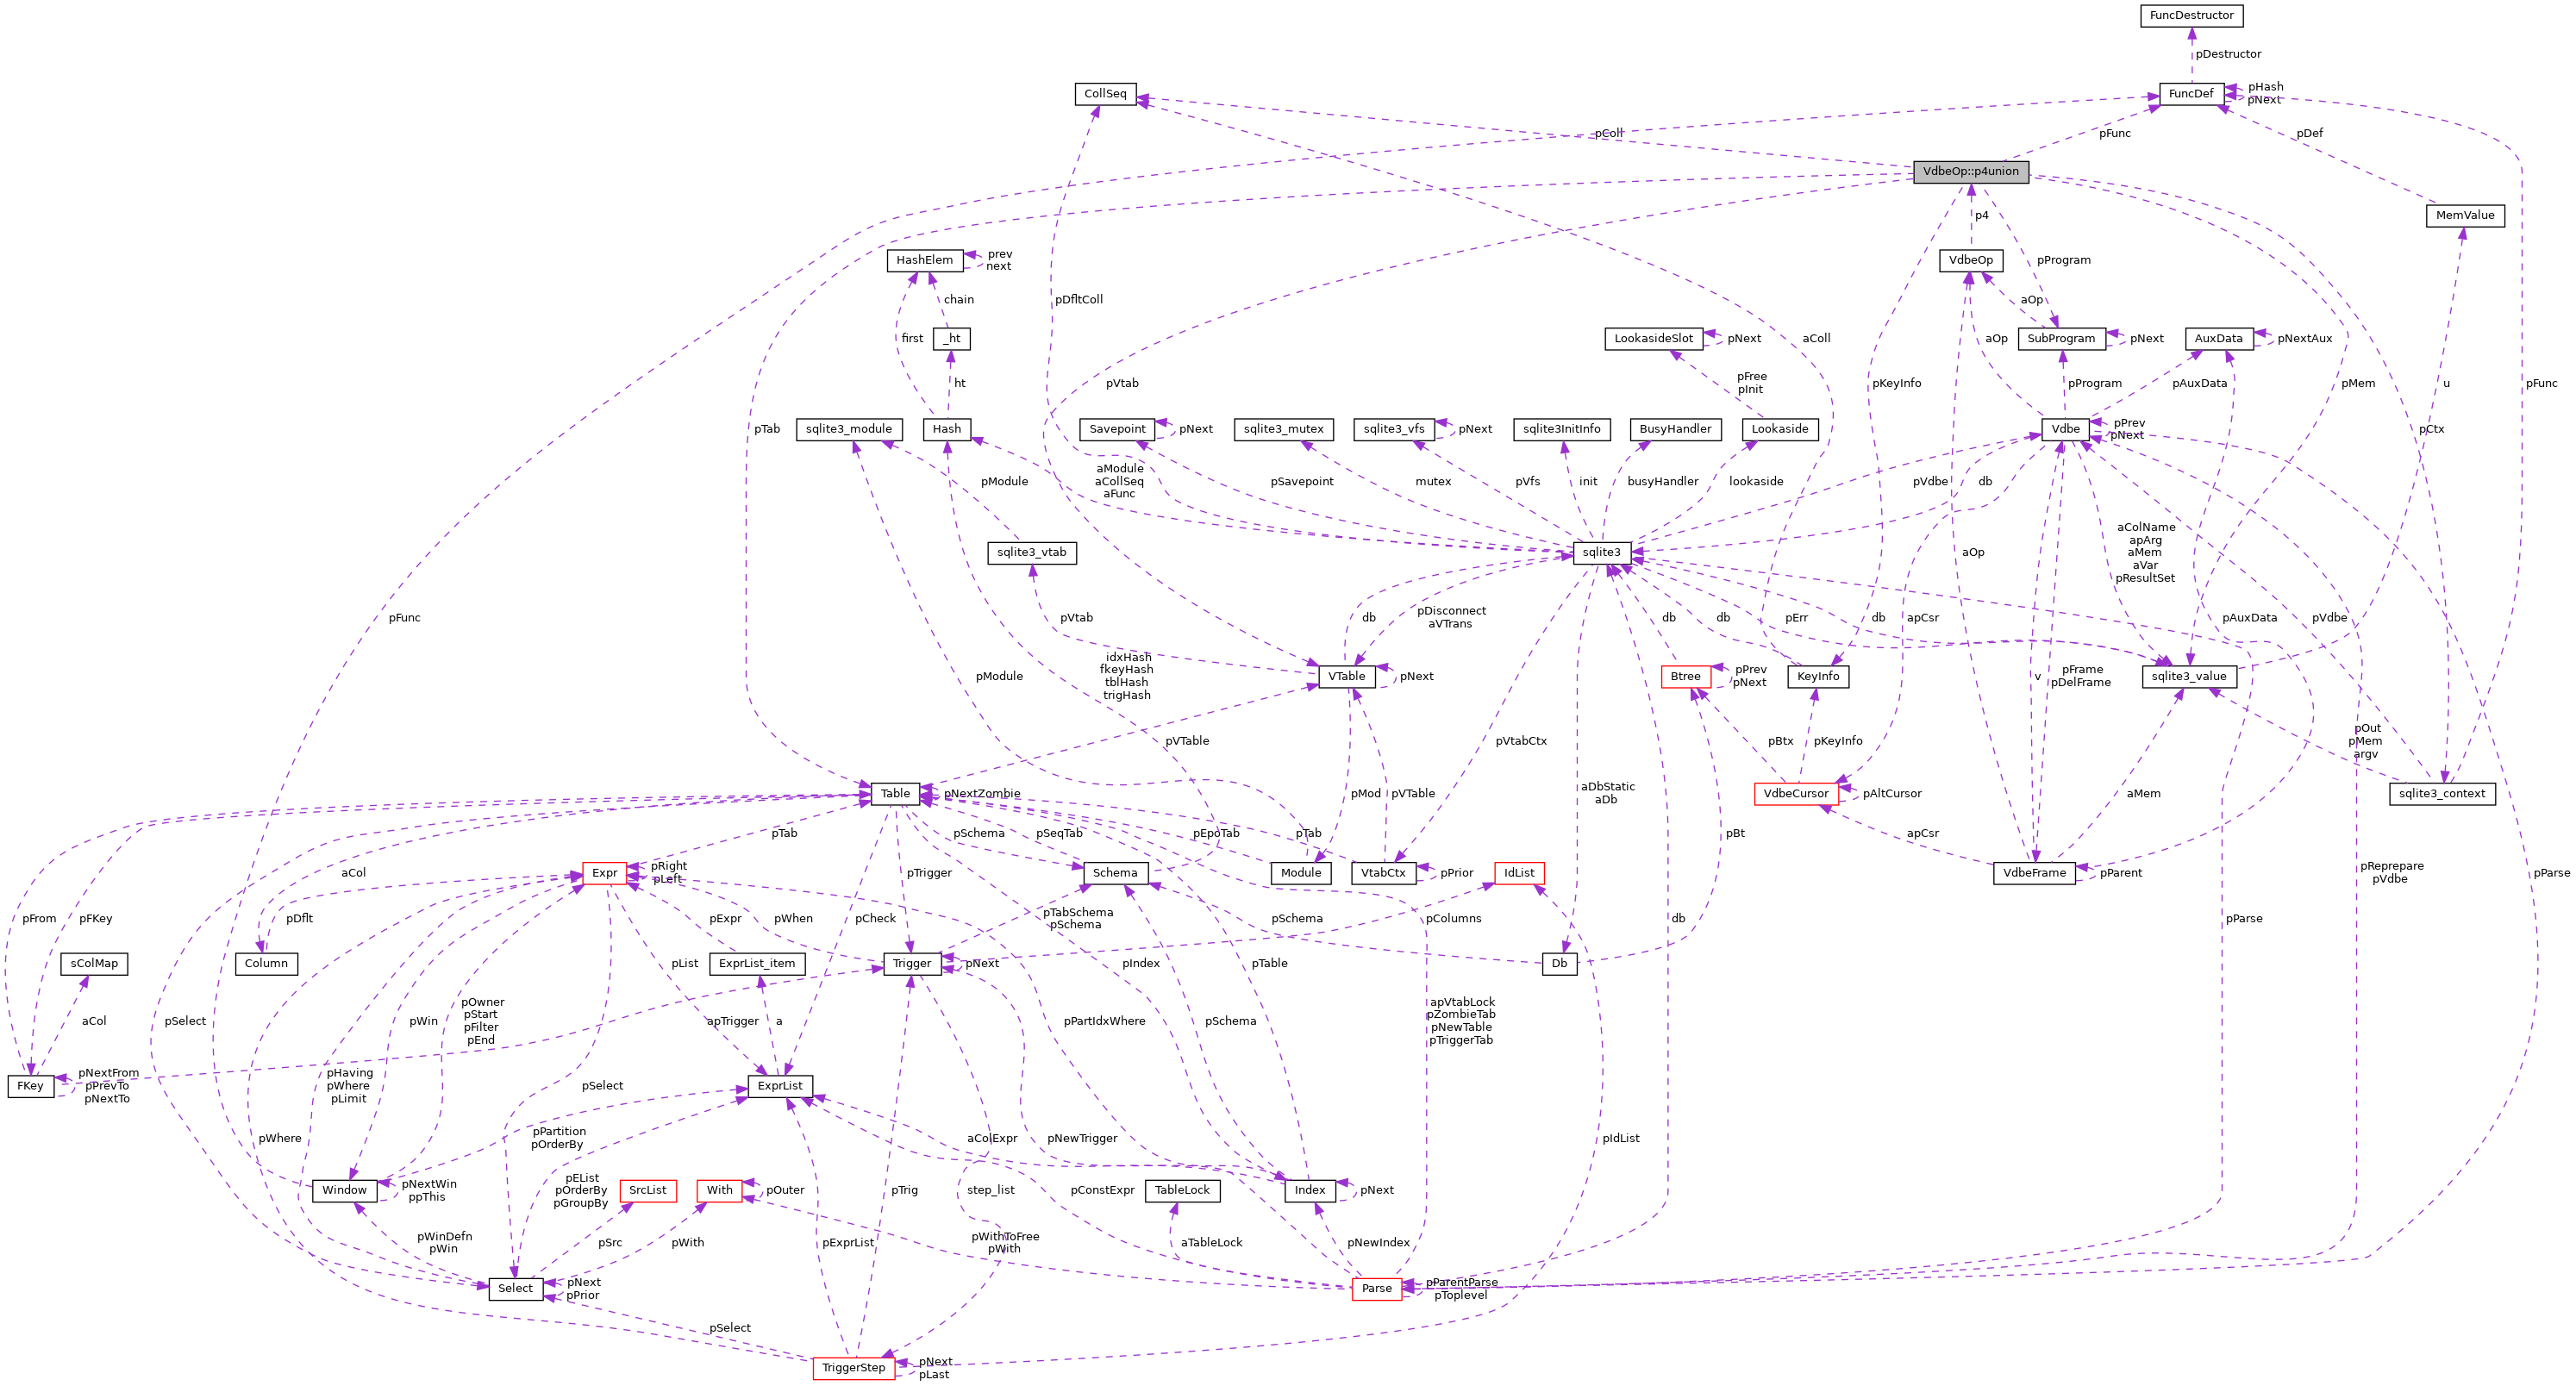 FuncDestructor
pDestructor
CollSeq
FuncDef
pHash
pNext
pColl
pFunc
pDef
VdbeOp::p4union
MemValue
p4
HashElem
prev
next
VdbeOp
pProgram
chain
pDfltColl
aOp
first
_ht
aColl
LookasideSlot
pNext
aOp
SubProgram
pNext
AuxData
pNextAux
ht
pVtab
pFree
pInit
pKeyInfo
pProgram
pAuxData
pMem
u
pFunc
pTab
sqlite3_module
Hash
Savepoint
pNext
sqlite3_mutex
sqlite3_vfs
pNext
sqlite3InitInfo
BusyHandler
Lookaside
Vdbe
pPrev
pNext
pCtx
pModule
aModule
aCollSeq
aFunc
pSavepoint
mutex
pVfs
init
busyHandler
lookaside
pVdbe
db
aColName
apArg
aMem
aVar
pResultSet
sqlite3_vtab
sqlite3
aOp
pFunc
pVtab
db
pDisconnect
aVTrans
db
db
pErr
db
apCsr
pAuxData
pVdbe
pModule
idxHash
fkeyHash
tblHash
trigHash
VTable
pNext
Btree
pPrev
pNext
KeyInfo
v
pFrame
pDelFrame
sqlite3_value
pVTable
pVtabCtx
pBtx
pKeyInfo
pOut
pMem
argv
Table
pNextZombie
pMod
pVTable
aDbStatic
aDb
VdbeCursor
pAltCursor
aMem
sqlite3_context
pTab
pSchema
pSeqTab
pEpoTab
pTab
pBt
apCsr
aCol
Expr
pRight
pLeft
pTrigger
Schema
Module
VtabCtx
pPrior
IdList
VdbeFrame
pParent
pReprepare
pVdbe
pParse
pFrom
pFKey
pDflt
pExpr
pWhen
pCheck
pTabSchema
pSchema
pSchema
pColumns
db
pParse
sColMap
Column
pList
ExprList_item
Trigger
pNext
pIndex
pTable
Db
aCol
pSelect
pWin
pOwner
pStart
pFilter
pEnd
apTrigger
a
pPartIdxWhere
pSchema
apVtabLock
pZombieTab
pNewTable
pTriggerTab
FKey
pNextFrom
pPrevTo
pNextTo
pHaving
pWhere
pLimit
pSelect
ExprList
pWhere
pPartition
pOrderBy
aColExpr
pNewTrigger
pIdList
Window
pNextWin
ppThis
pEList
pOrderBy
pGroupBy
SrcList
With
pOuter
pTrig
step_list
pConstExpr
TableLock
Index
pNext
pWinDefn
pWin
pSrc
pWith
pExprList
pWithToFree
pWith
aTableLock
pNewIndex
Select
pNext
pPrior
Parse
pParentParse
pToplevel
pSelect
TriggerStep
pNext
pLast